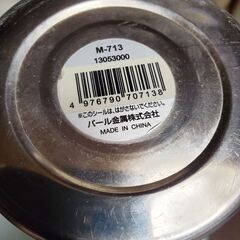 M-713
13053000
4 976790 707138
※このシールは、はがさないでください。
パール金属株式会社
MADE IN CHINA